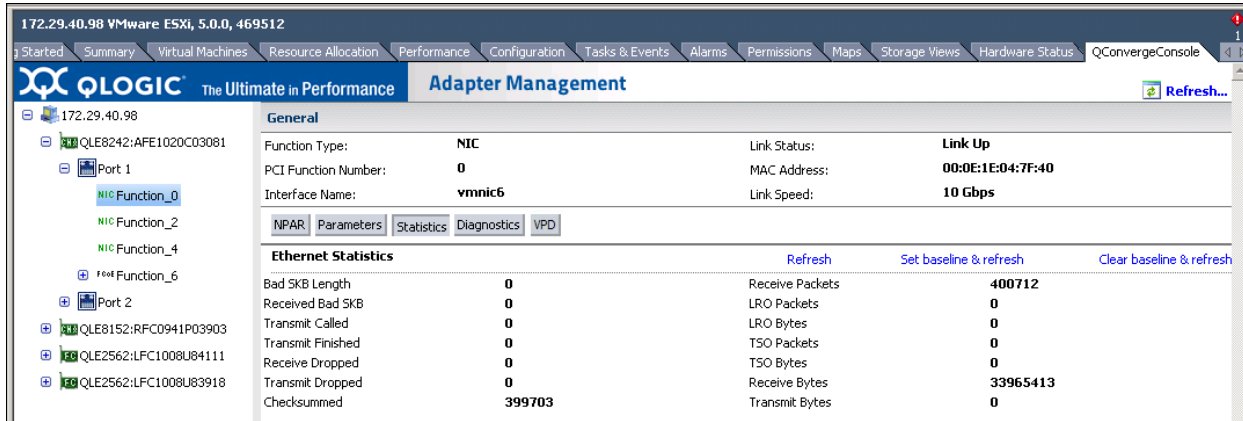 172.29.40.98 VMware ESXi, 5.0.0, 469512
g Started Summary Virtual Machines Resource Allocation Performance Configuration Tasks & Events Alarms Permissions Maps Storage Views Hardware Status QConvergeConsole
1
QLOGIC The Ultimate in Performance Adapter Management
Refresh...
172.29.40.98
QLE8242:AFE1020C03081
Port 1
NIC Function_0
NIC Function_2
NIC Function_4
FCoE Function_6
Port 2
QLE8152:RFC0941P03903
FC QLE2562:LFC1008U84111
FC QLE2562:LFC1008U83918
General
Function Type: NIC Link Status: Link Up
PCI Function Number: 0 MAC Address: 00:0E:1E:04:7F:40
Interface Name: vmnic6 Link Speed: 10 Gbps
NPAR Parameters Statistics Diagnostics VPD
Ethernet Statistics Refresh Set baseline & refresh Clear baseline & refresh
Bad SKB Length 0 Receive Packets 400712
Received Bad SKB 0 LRO Packets 0
Transmit Called 0 LRO Bytes 0
Transmit Finished 0 TSO Packets 0
Receive Dropped 0 TSO Bytes 0
Transmit Dropped 0 Receive Bytes 33965413
Checksummed 399703 Transmit Bytes 0